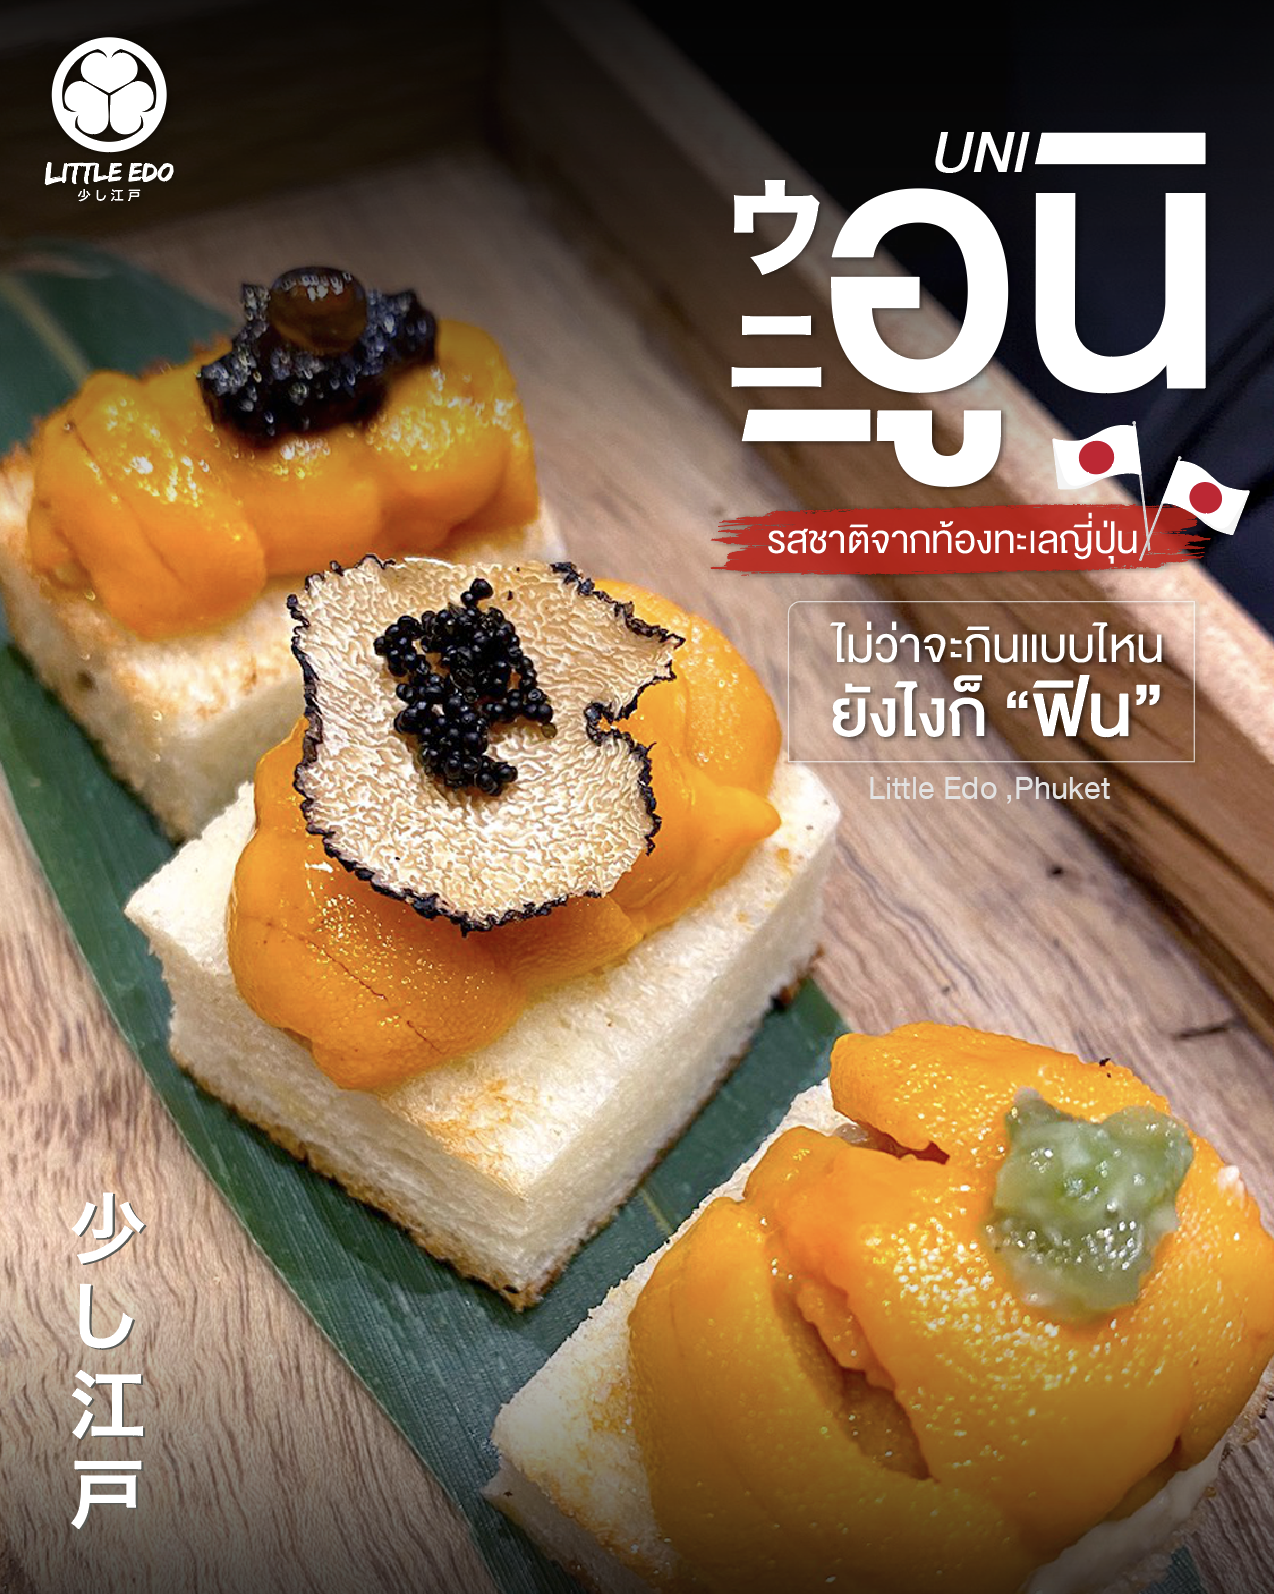 LITTLE EDO
少し江戸
UNI
ウニ
อูนิ
รสชาติจากท้องทะเลญี่ปุ่น
ไม่ว่าจะกินแบบไหน
ยังไงก็ “ฟิน”
Little Edo ,Phuket
少し江戸